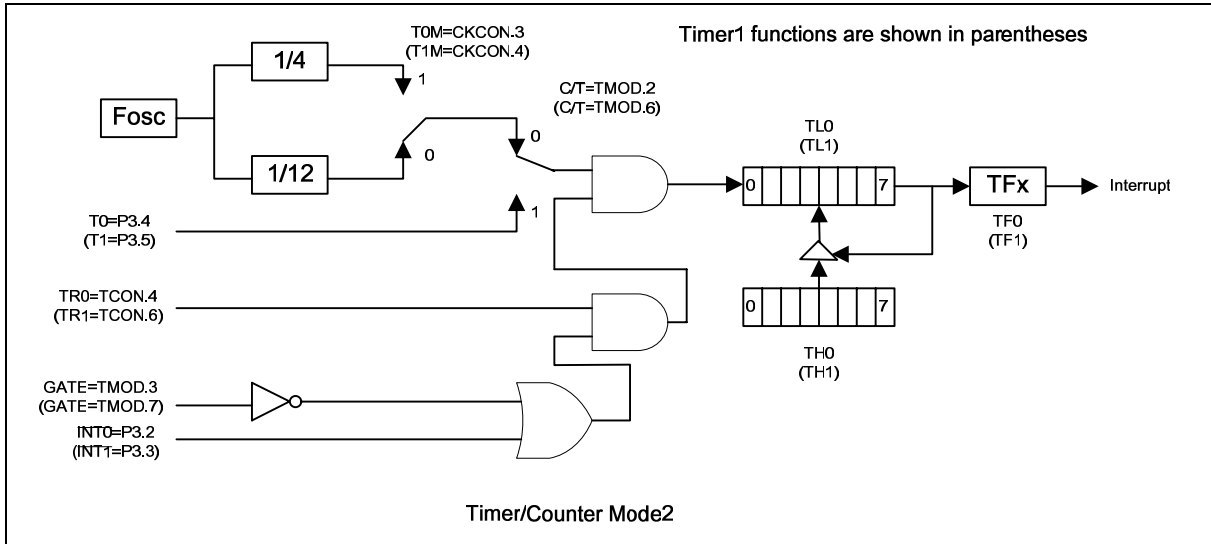 T0M=CKCON.3
(T1M=CKCON.4)
Timer1 functions are shown in parentheses
1/4
1
C/T=TMOD.2
(C/T=TMOD.6)
Fosc
0
TL0
(TL1)
1/12
0
0
7
TFx
Interrupt
TF0
(TF1)
T0=P3.4
(T1=P3.5)
1
TR0=TCON.4
(TR1=TCON.6)
0
7
TH0
(TH1)
GATE=TMOD.3
(GATE=TMOD.7)
INT0=P3.2
(INT1=P3.3)
Timer/Counter Mode2